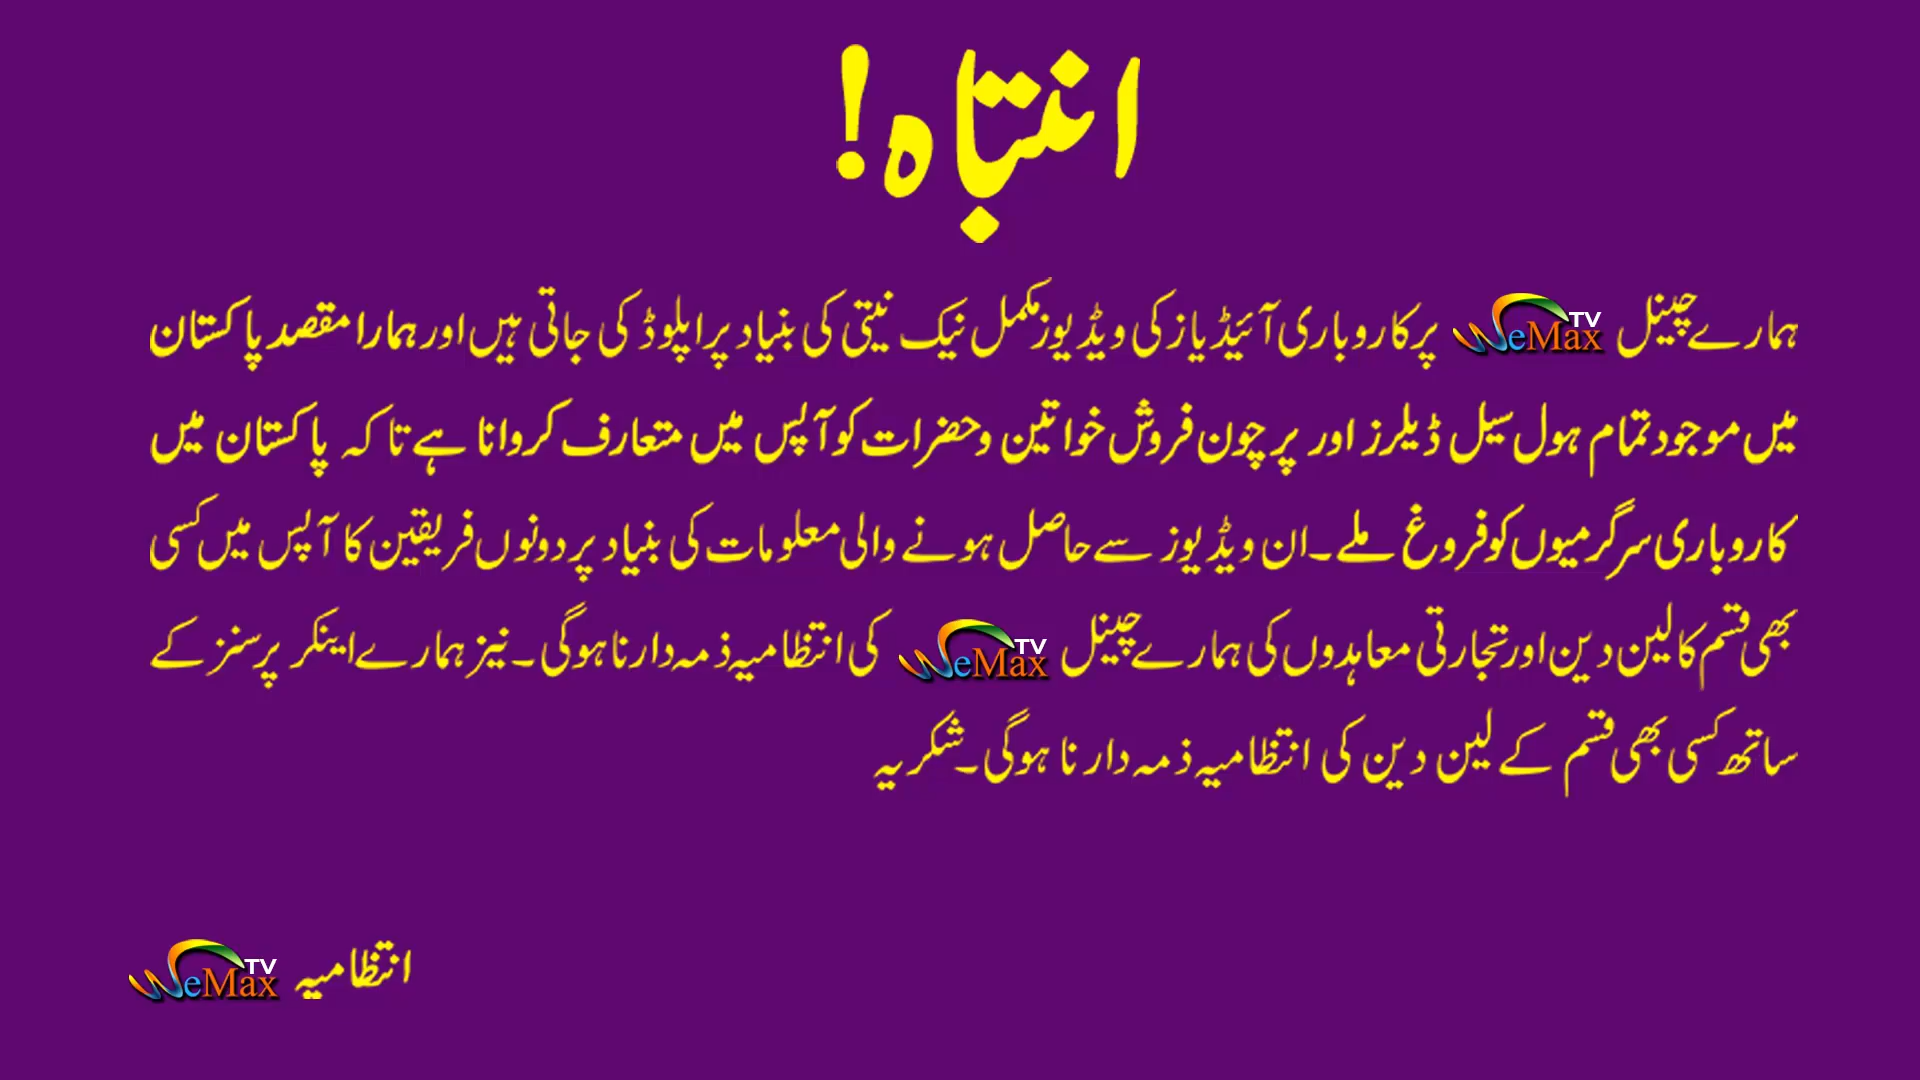 انتباہ!
ہمارے چینل WeMax TV پر کاروباری آئیڈیاز کی ویڈیوز مکمل نیک نیتی کی بنیاد پر اپلوڈ کی جاتی ہیں اور ہمارا مقصد پاکستان
میں موجود تمام ہول سیل ڈیلرز اور پرچون فروش خواتین و حضرات کو آپس میں متعارف کروانا ہے تاکہ پاکستان میں
کاروباری سرگرمیوں کو فروغ ملے۔ ان ویڈیوز سے حاصل ہونے والی معلومات کی بنیاد پر دونوں فریقین کا آپس میں کسی
بھی قسم کا لین دین اور تجارتی معاہدوں کی ہمارے چینل WeMax TV کی انتظامیہ ذمہ دار نا ہوگی۔ نیز ہمارے اینکر پرسنز کے
ساتھ کسی بھی قسم کے لین دین کی انتظامیہ ذمہ دار نا ہوگی۔ شکریہ
انتظامیہ WeMax TV